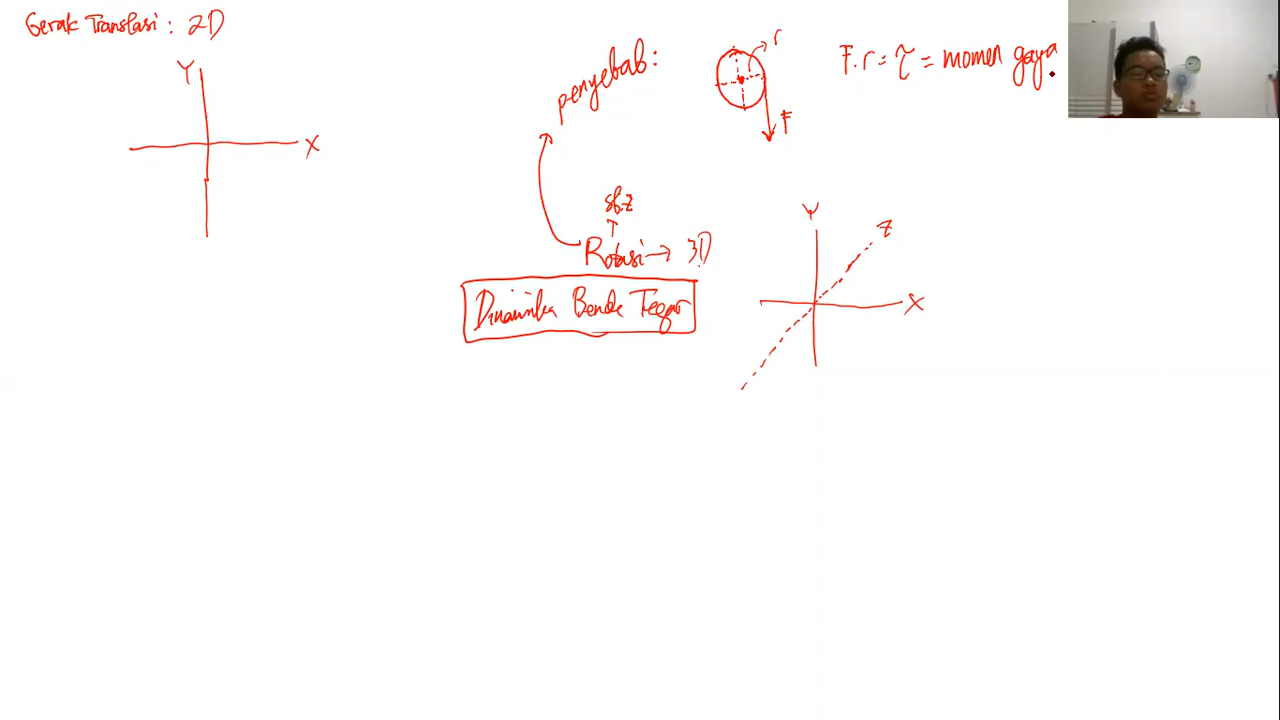 Gerak Translasi : 2D
Y
X
penyebab :
r
F
F.r = τ = momen gaya
sb.z
Rotasi → 3D
Dinamika Benda Tegar
Y
Z
X